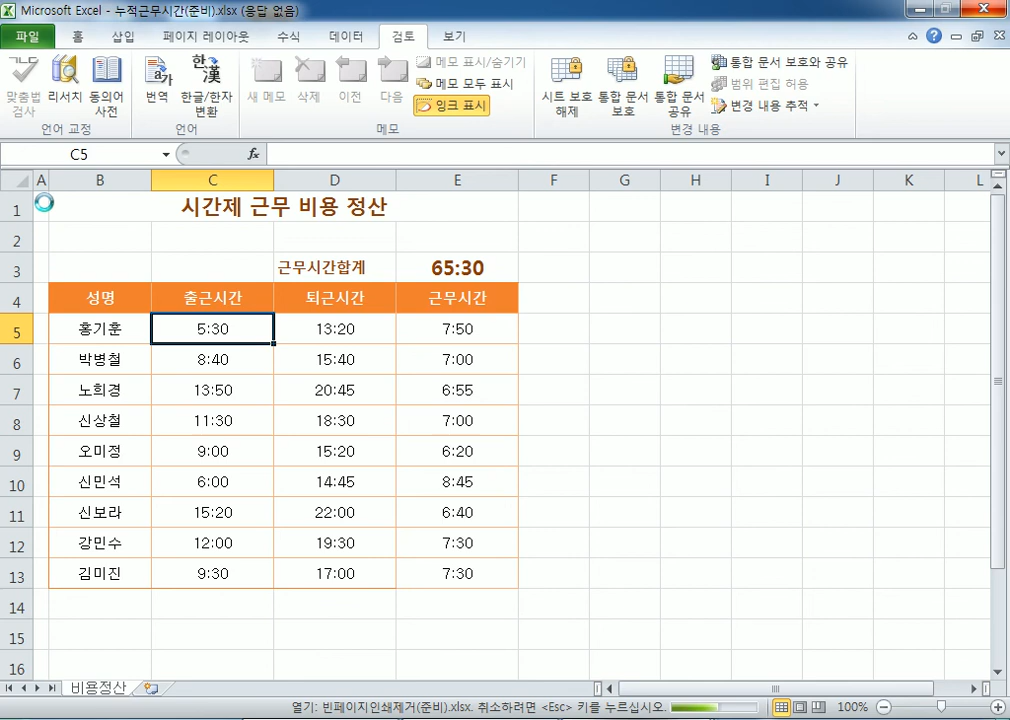 Microsoft Excel - 누적근무시간(준비).xlsx (응답 없음)
파일 홈 삽입 페이지 레이아웃 수식 데이터 검토 보기
맞춤법 검사 리서치 동의어 사전 번역 한글/한자 변환 새 메모 삭제 이전 다음 메모 표시/숨기기 메모 모두 표시 잉크 표시 시트 보호 해제 통합 문서 보호 통합 문서 공유 통합 문서 보호와 공유 범위 편집 허용 변경 내용 추적
언어 교정 언어 메모 변경 내용
C5 fx
A B C D E F G H I J K L
1 시간제 근무 비용 정산
2
3 근무시간합계 65:30
4 성명 출근시간 퇴근시간 근무시간
5 홍기훈 5:30 13:20 7:50
6 박병철 8:40 15:40 7:00
7 노희경 13:50 20:45 6:55
8 신상철 11:30 18:30 7:00
9 오미정 9:00 15:20 6:20
10 신민석 6:00 14:45 8:45
11 신보라 15:20 22:00 6:40
12 강민수 12:00 19:30 7:30
13 김미진 9:30 17:00 7:30
14
15
16
비용정산
열기: 빈페이지인쇄제거(준비).xlsx. 취소하려면 <Esc> 키를 누르십시오. 100%